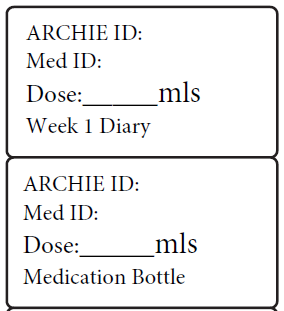 ARCHIE ID:
Med ID:
Dose:______mls
Week 1 Diary
ARCHIE ID:
Med ID:
Dose:______mls
Medication Bottle